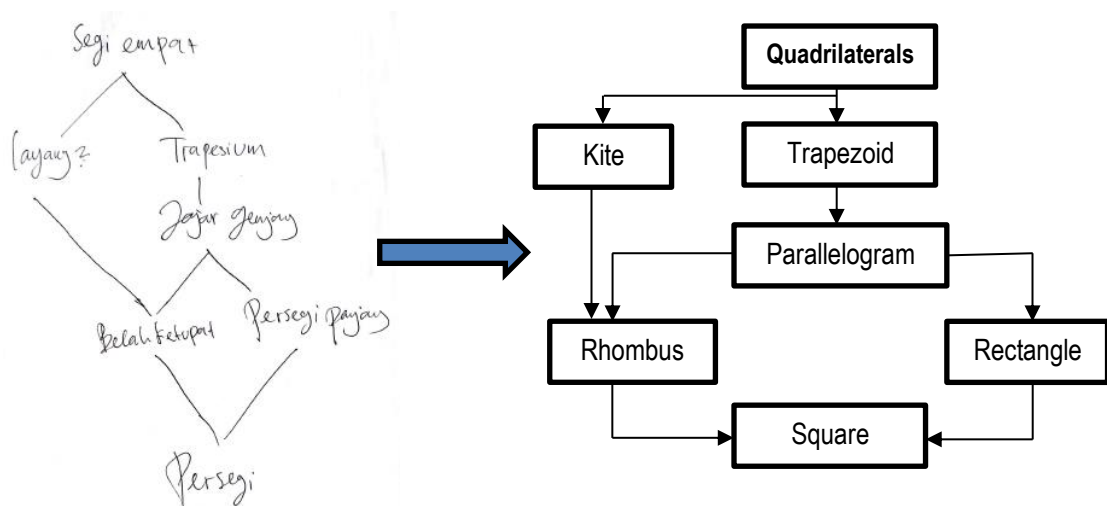 Segi empat
layang2
Trapesium
Jajar genjang
Belah ketupat
Persegi panjang
Persegi
Quadrilaterals
Kite
Trapezoid
Parallelogram
Rhombus
Rectangle
Square